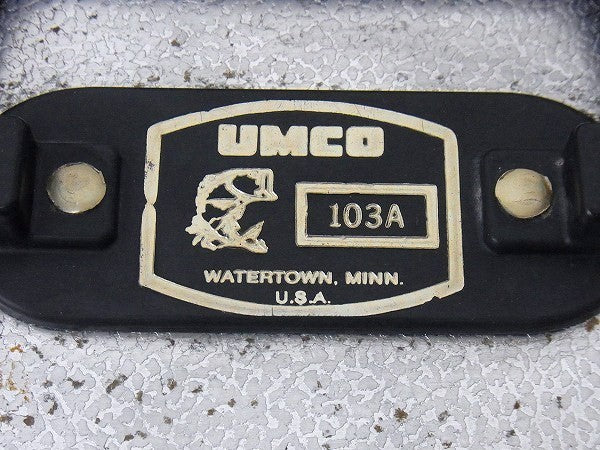 UMCO
103A
WATERTOWN, MINN.
U.S.A.